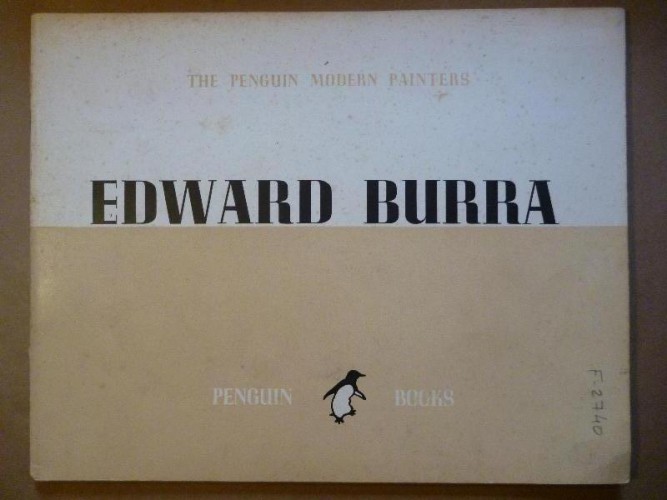 THE PENGUIN MODERN PAINTERS
EDWARD BURRA
PENGUIN BOOKS
F-2740